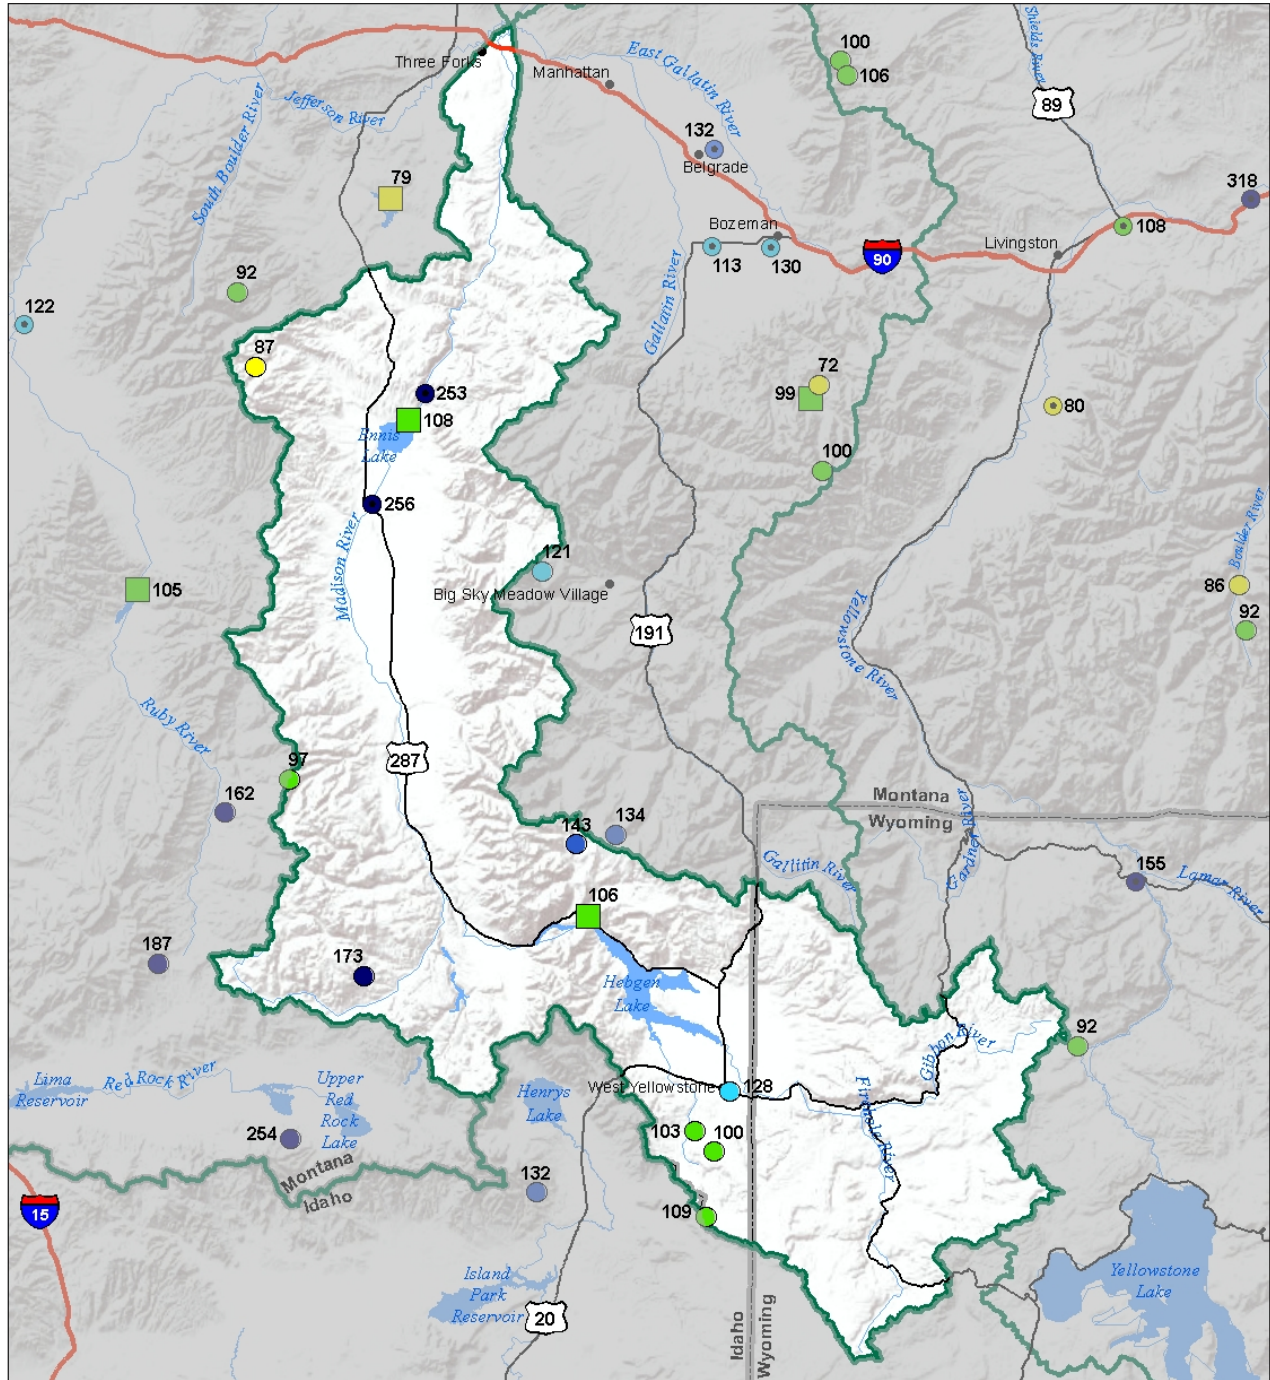 100
106
Three Forks
Manhattan
East Gallatin River
Shields River
89
Jefferson River
South Boulder River
132
Belgrade
79
318
108
Bozeman
Livingston
113
130
90
92
122
Gallatin River
87
72
99
253
80
108
Ennis
Lake
100
256
Madison River
Boulder River
121
Big Sky Meadow Village
105
86
92
191
Yellowstone River
Ruby River
97
287
162
Montana
Wyoming
143
134
Gallitin River
Gardner River
155
Lamar River
106
187
173
Hebgen
Lake
Gibbon River
92
Lima
Reservoir
Red Rock River
Upper
Red
Rock
Lake
Henrys
Lake
West Yellowstone
128
Firehole River
254
103
100
Montana
Idaho
132
109
15
Island
Park
Reservoir
20
Yellowstone
Lake
Idaho
Wyoming